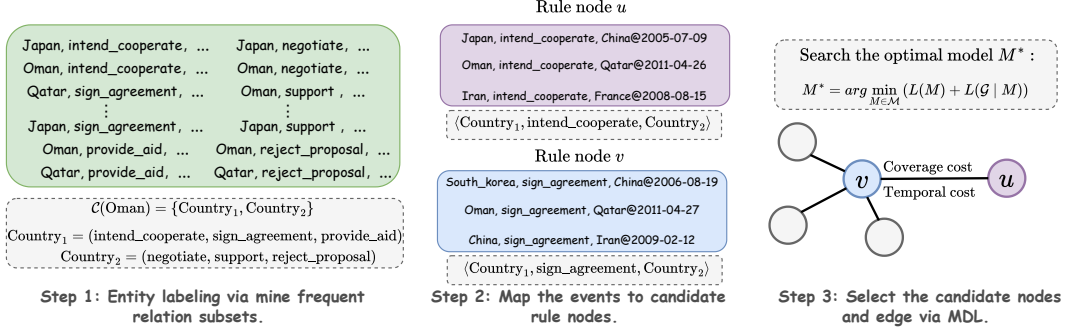 Japan, intend_cooperate, ... Japan, negotiate, ...
Oman, intend_cooperate, ... Oman, negotiate, ...
Qatar, sign_agreement, ... Oman, support , ...
⋮ ⋮
Japan, sign_agreement, ... Japan, support , ...
Oman, provide_aid, ... Oman, reject_proposal, ...
Qatar, provide_aid, ... Qatar, reject_proposal, ...
𝒞(Oman) = {Country₁, Country₂}
Country₁ = (intend_cooperate, sign_agreement, provide_aid)
Country₂ = (negotiate, support, reject_proposal)
Step 1: Entity labeling via mine frequent
relation subsets.
Rule node u
Japan, intend_cooperate, China@2005-07-09
Oman, intend_cooperate, Qatar@2011-04-26
Iran, intend_cooperate, France@2008-08-15
⟨Country₁, intend_cooperate, Country₂⟩
Rule node v
South_korea, sign_agreement, China@2006-08-19
Oman, sign_agreement, Qatar@2011-04-27
China, sign_agreement, Iran@2009-02-12
⟨Country₁, sign_agreement, Country₂⟩
Step 2: Map the events to candidate
rule nodes.
Search the optimal model M* :
M* = arg min_{M∈ℳ} (L(M) + L(𝒢 | M))
Coverage cost
v u
Temporal cost
Step 3: Select the candidate nodes
and edge via MDL.